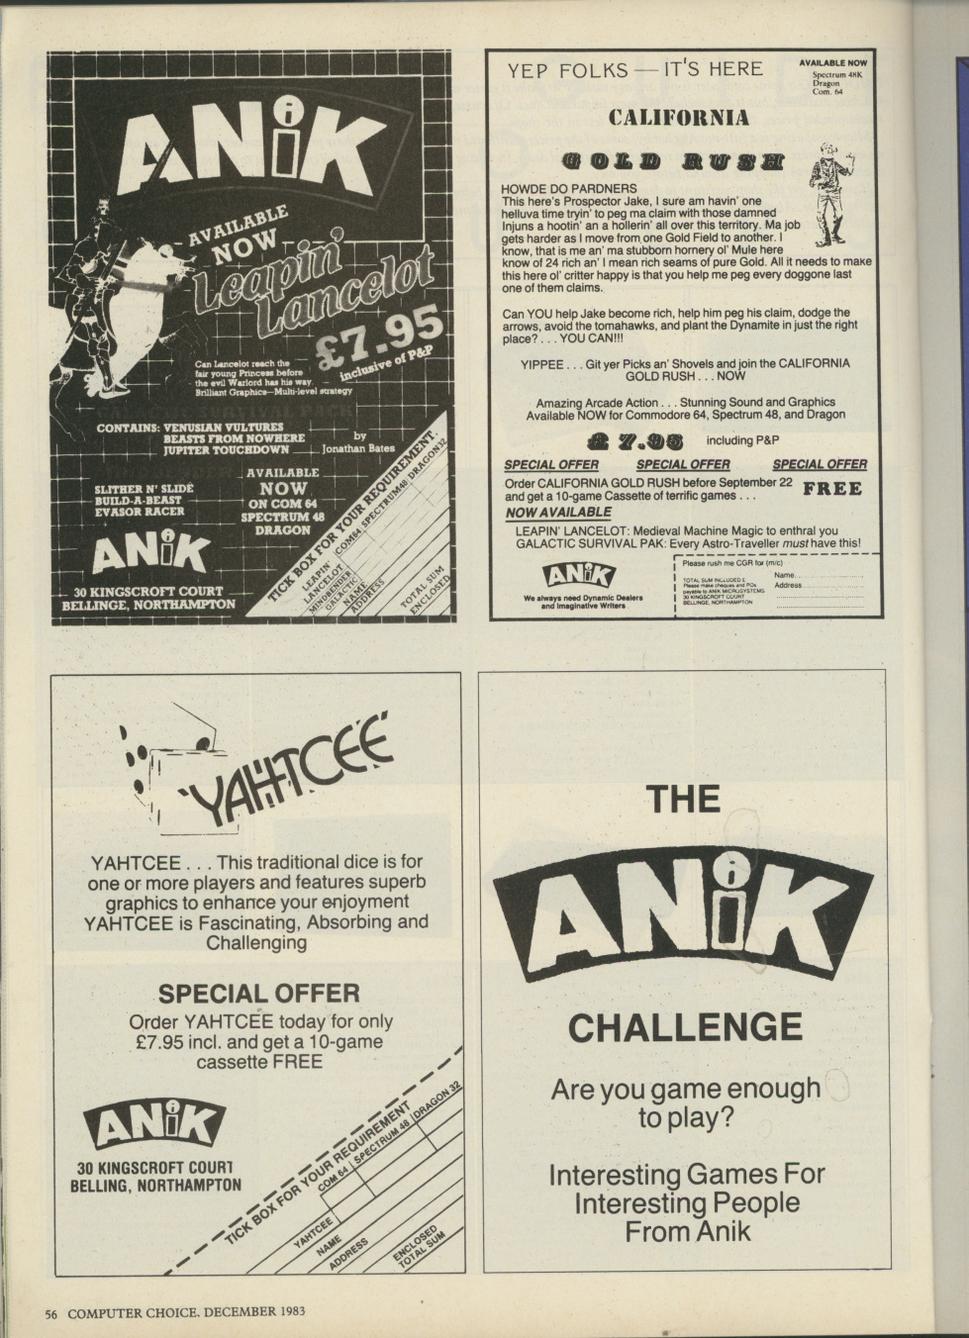 ANiK
AVAILABLE
NOW
Leapin'
Lancelot
£7.95
inclusive of P&P
Can Lancelot reach the
fair young Princess before
the evil Warlord has his way.
Brilliant Graphics—Multi-level strategy
GALACTIC SURVIVAL PACK
CONTAINS: VENUSIAN VULTURES
BEASTS FROM NOWHERE
JUPITER TOUCHDOWN
by
Jonathan Bates
SLITHER N' SLIDE
BUILD-A-BEAST
EVASOR RACER
AVAILABLE
NOW
ON COM 64
SPECTRUM 48
DRAGON
ANiK
30 KINGSCROFT COURT
BELLINGE, NORTHAMPTON
TICK BOX FOR YOUR REQUIREMENT.
COM64 SPECTRUM48 DRAGON32
LEAPIN'
LANCELOT
MINDBENDER
GALACTIC
NAME
ADDRESS
TOTAL SUM
ENCLOSED
YEP FOLKS — IT'S HERE
AVAILABLE NOW
Spectrum 48K
Dragon
Com. 64
CALIFORNIA
GOLD RUSH
HOWDE DO PARDNERS
This here's Prospector Jake, I sure am havin' one
helluva time tryin' to peg ma claim with those damned
Injuns a hootin' an a hollerin' all over this territory. Ma job
gets harder as I move from one Gold Field to another. I
know, that is me an' ma stubborn hornery ol' Mule here
know of 24 rich an' I mean rich seams of pure Gold. All it needs to make
this here ol' critter happy is that you help me peg every doggone last
one of them claims.
Can YOU help Jake become rich, help him peg his claim, dodge the
arrows, avoid the tomahawks, and plant the Dynamite in just the right
place? . . . YOU CAN!!!
YIPPEE . . . Git yer Picks an' Shovels and join the CALIFORNIA
GOLD RUSH . . . NOW
Amazing Arcade Action . . . Stunning Sound and Graphics
Available NOW for Commodore 64, Spectrum 48, and Dragon
£ 7.95 including P&P
SPECIAL OFFER SPECIAL OFFER SPECIAL OFFER
Order CALIFORNIA GOLD RUSH before September 22
and get a 10-game Cassette of terrific games . . . FREE
NOW AVAILABLE
LEAPIN' LANCELOT: Medieval Machine Magic to enthral you
GALACTIC SURVIVAL PAK: Every Astro-Traveller must have this!
ANiK
We always need Dynamic Dealers
and Imaginative Writers
Please rush me CGR for (m/c)
Name
Address
TOTAL SUM INCLUDED £
Please make cheques and POs
payable to ANIK MICROSYSTEMS
30 KINGSCROFT COURT
BELLINGE, NORTHAMPTON
'YAHTCEE'
YAHTCEE . . . This traditional dice is for
one or more players and features superb
graphics to enhance your enjoyment
YAHTCEE is Fascinating, Absorbing and
Challenging
SPECIAL OFFER
Order YAHTCEE today for only
£7.95 incl. and get a 10-game
cassette FREE
ANiK
30 KINGSCROFT COURT
BELLING, NORTHAMPTON
TICK BOX FOR YOUR REQUIREMENT
COM 64 SPECTRUM 48 DRAGON 32
YAHTCEE
NAME
ADDRESS
ENCLOSED
TOTAL SUM
THE
ANiK
CHALLENGE
Are you game enough
to play?
Interesting Games For
Interesting People
From Anik
56 COMPUTER CHOICE. DECEMBER 1983